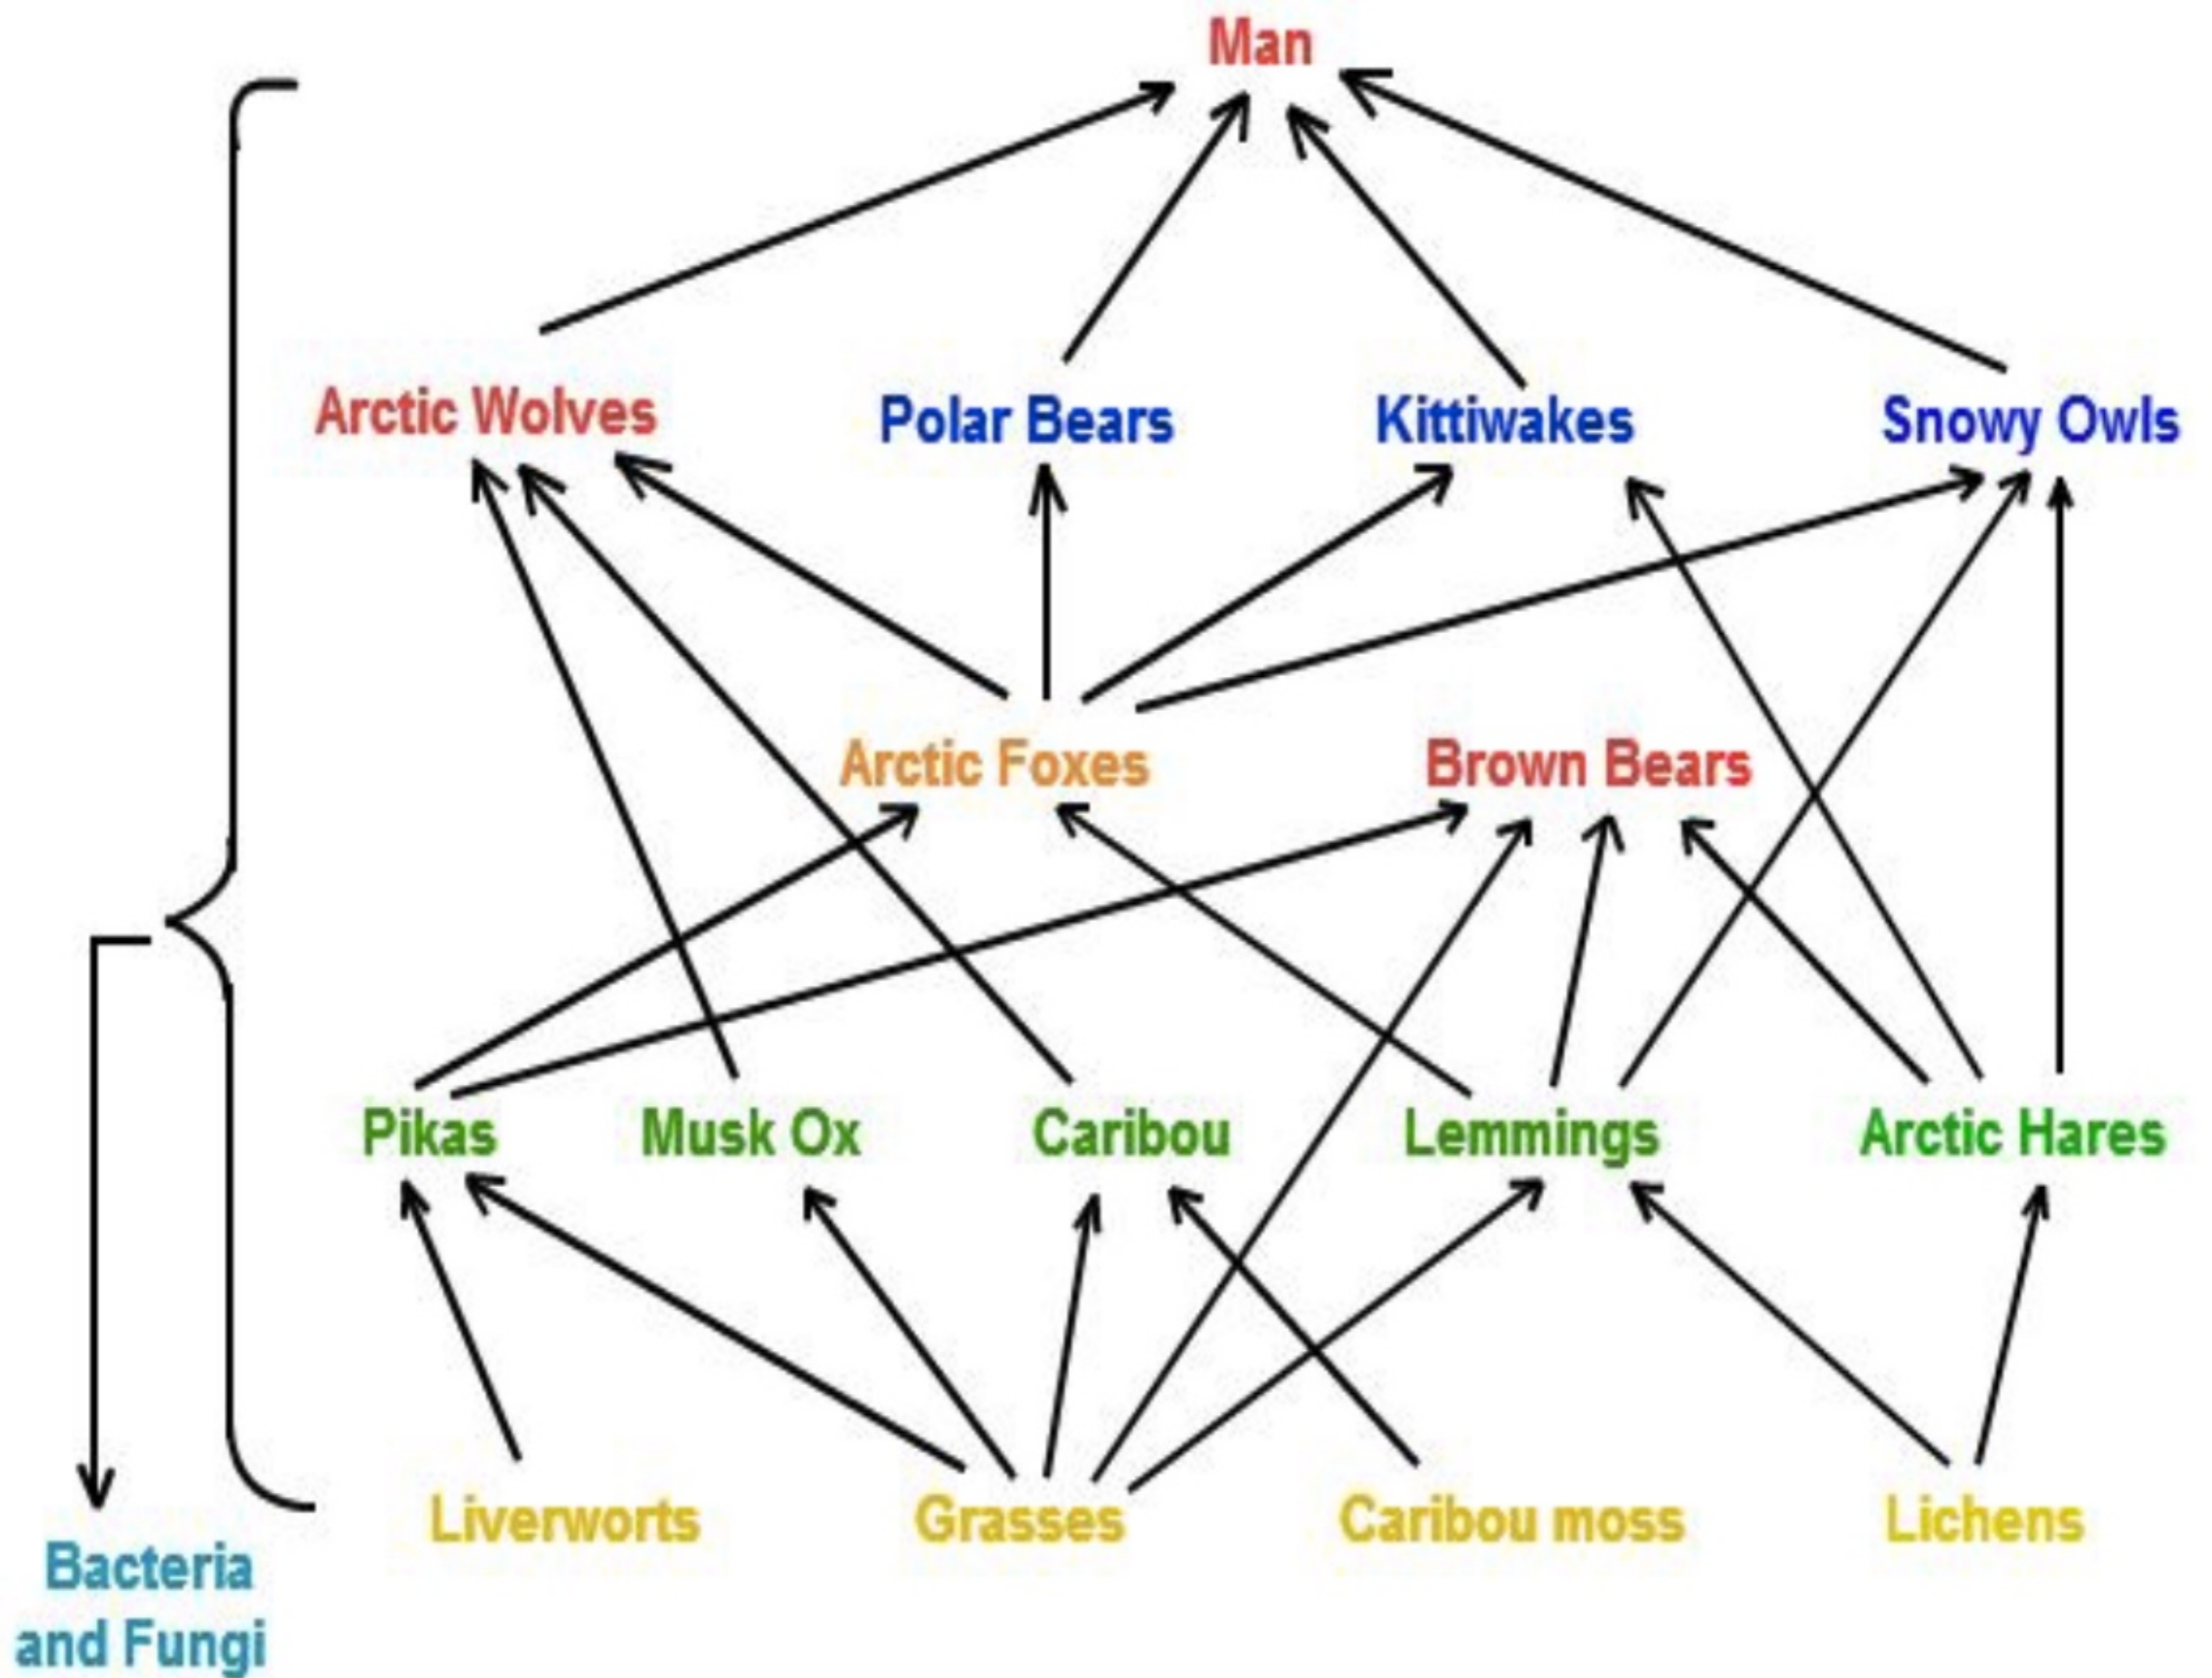 Man
Arctic Wolves
Polar Bears
Kittiwakes
Snowy Owls
Arctic Foxes
Brown Bears
Pikas
Musk Ox
Caribou
Lemmings
Arctic Hares
Liverworts
Grasses
Caribou moss
Lichens
Bacteria
and Fungi